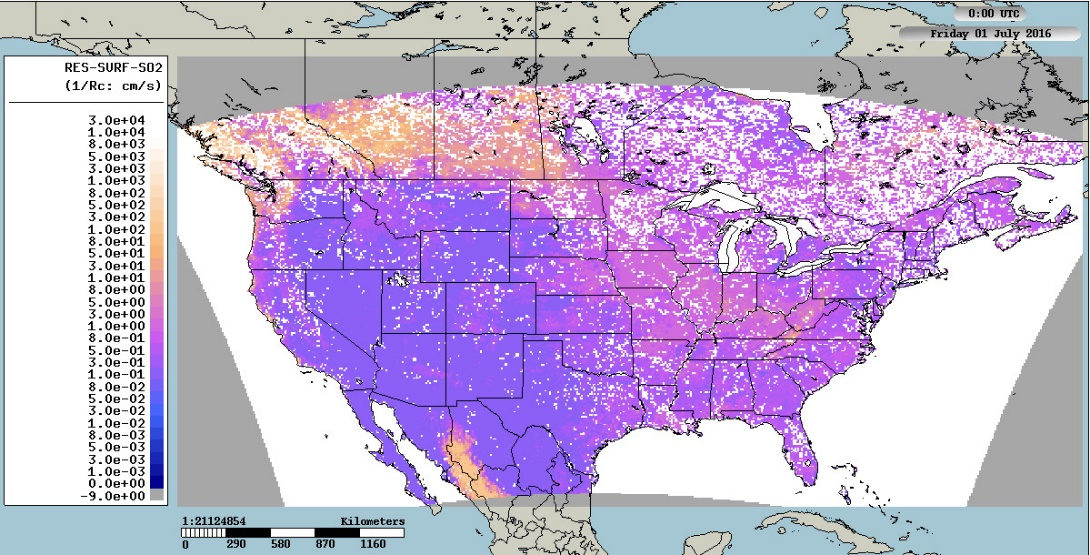 0:00 UTC
Friday 01 July 2016
RES-SURF-SO2
(1/Rc: cm/s)
3.0e+04
1.0e+04
8.0e+03
5.0e+03
3.0e+03
1.0e+03
8.0e+02
5.0e+02
3.0e+02
1.0e+02
8.0e+01
5.0e+01
3.0e+01
1.0e+01
8.0e+00
5.0e+00
3.0e+00
1.0e+00
8.0e-01
5.0e-01
3.0e-01
1.0e-01
8.0e-02
5.0e-02
3.0e-02
1.0e-02
8.0e-03
5.0e-03
3.0e-03
1.0e-03
0.0e+00
-9.0e+00
1:21124854 Kilometers
0 290 580 870 1160